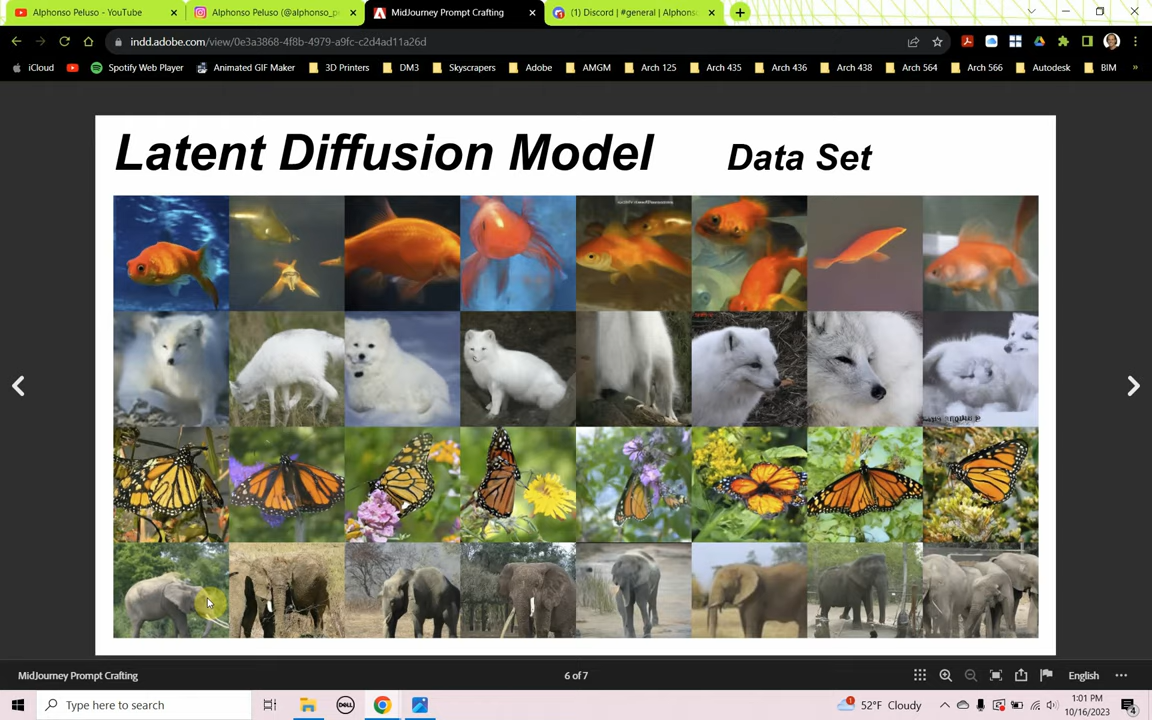 Alphonso Peluso - YouTube
Alphonso Peluso (@alphonso_p
MidJourney Prompt Crafting
(1) Discord | #general | Alphons
indd.adobe.com/view/0e3a3868-4f8b-4979-a9fc-c2d4ad11a26d
iCloud
Spotify Web Player
Animated GIF Maker
3D Printers
DM3
Skyscrapers
Adobe
AMGM
Arch 125
Arch 435
Arch 436
Arch 438
Arch 564
Arch 566
Autodesk
BIM
»
Latent Diffusion Model
Data Set
MidJourney Prompt Crafting
6 of 7
English
Type here to search
DELL
1
52°F Cloudy
1:01 PM
10/16/2023
4